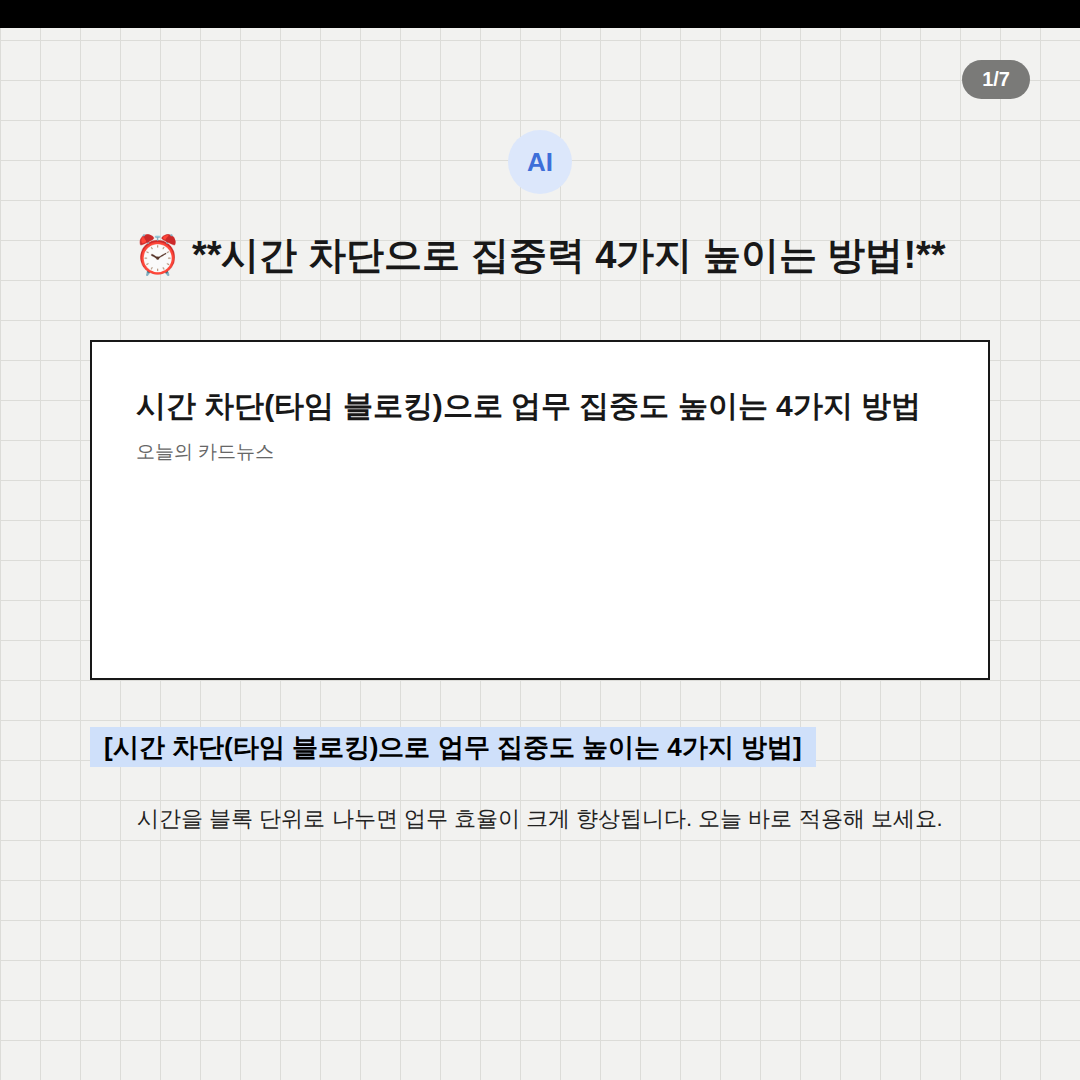 1/7
AI
⏰ **시간 차단으로 집중력 4가지 높이는 방법!**
시간 차단(타임 블로킹)으로 업무 집중도 높이는 4가지 방법
오늘의 카드뉴스
[시간 차단(타임 블로킹)으로 업무 집중도 높이는 4가지 방법]
시간을 블록 단위로 나누면 업무 효율이 크게 향상됩니다. 오늘 바로 적용해 보세요.